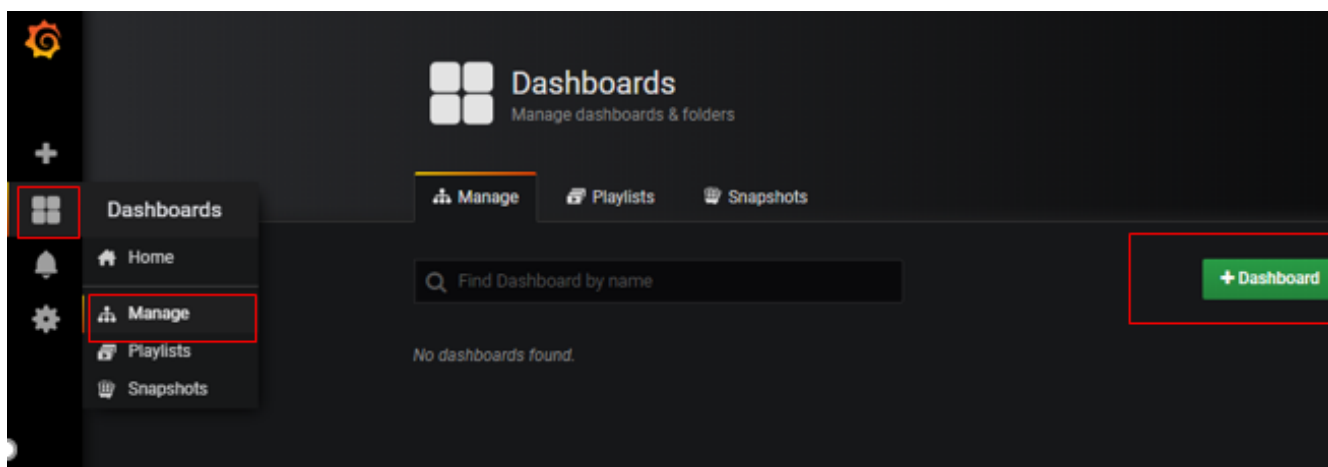 Dashboards
Manage dashboards & folders
Manage Playlists Snapshots
Dashboards
Home
Manage
Playlists
Snapshots
Find Dashboard by name
+ Dashboard
No dashboards found.